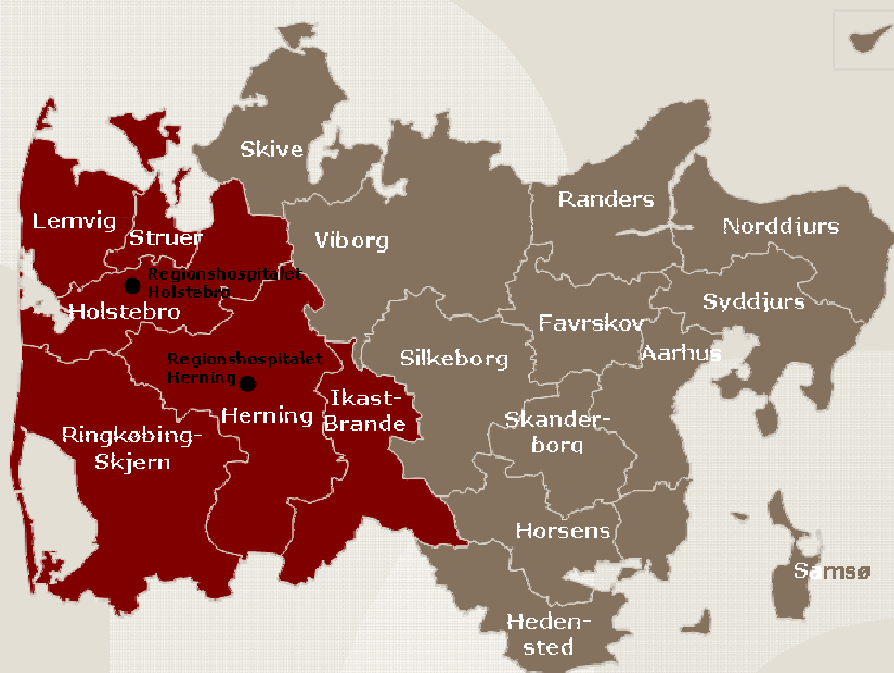 Skive
Randers
Lemvig
Norddjurs
Struer
Viborg
Regionshospitalet
Holstebro
Holstebro
Syddjurs
Favrskov
Silkeborg
Aarhus
Regionshospitalet
Herning
Ikast-
Brande
Herning
Skander-
borg
Ringkøbing-
Skjern
Horsens
Samsø
Heden-
sted